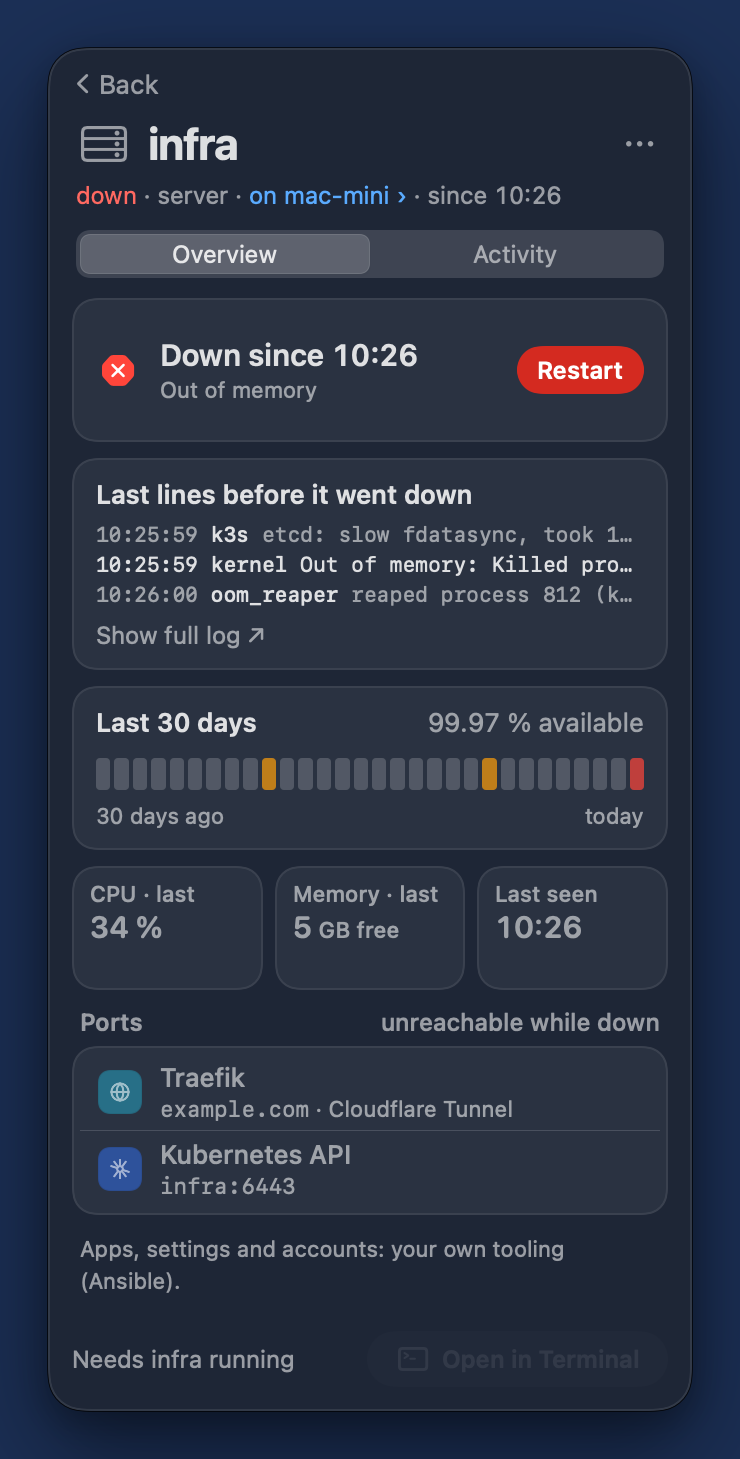 Back
infra
down · server · on mac-mini › · since 10:26
Overview Activity
Down since 10:26
Out of memory
Restart
Last lines before it went down
10:25:59 k3s etcd: slow fdatasync, took 1…
10:25:59 kernel Out of memory: Killed pro…
10:26:00 oom_reaper reaped process 812 (k…
Show full log ↗
Last 30 days 99.97 % available
30 days ago today
CPU · last
34 %
Memory · last
5 GB free
Last seen
10:26
Ports unreachable while down
Traefik
example.com · Cloudflare Tunnel
Kubernetes API
infra:6443
Apps, settings and accounts: your own tooling
(Ansible).
Needs infra running Open in Terminal